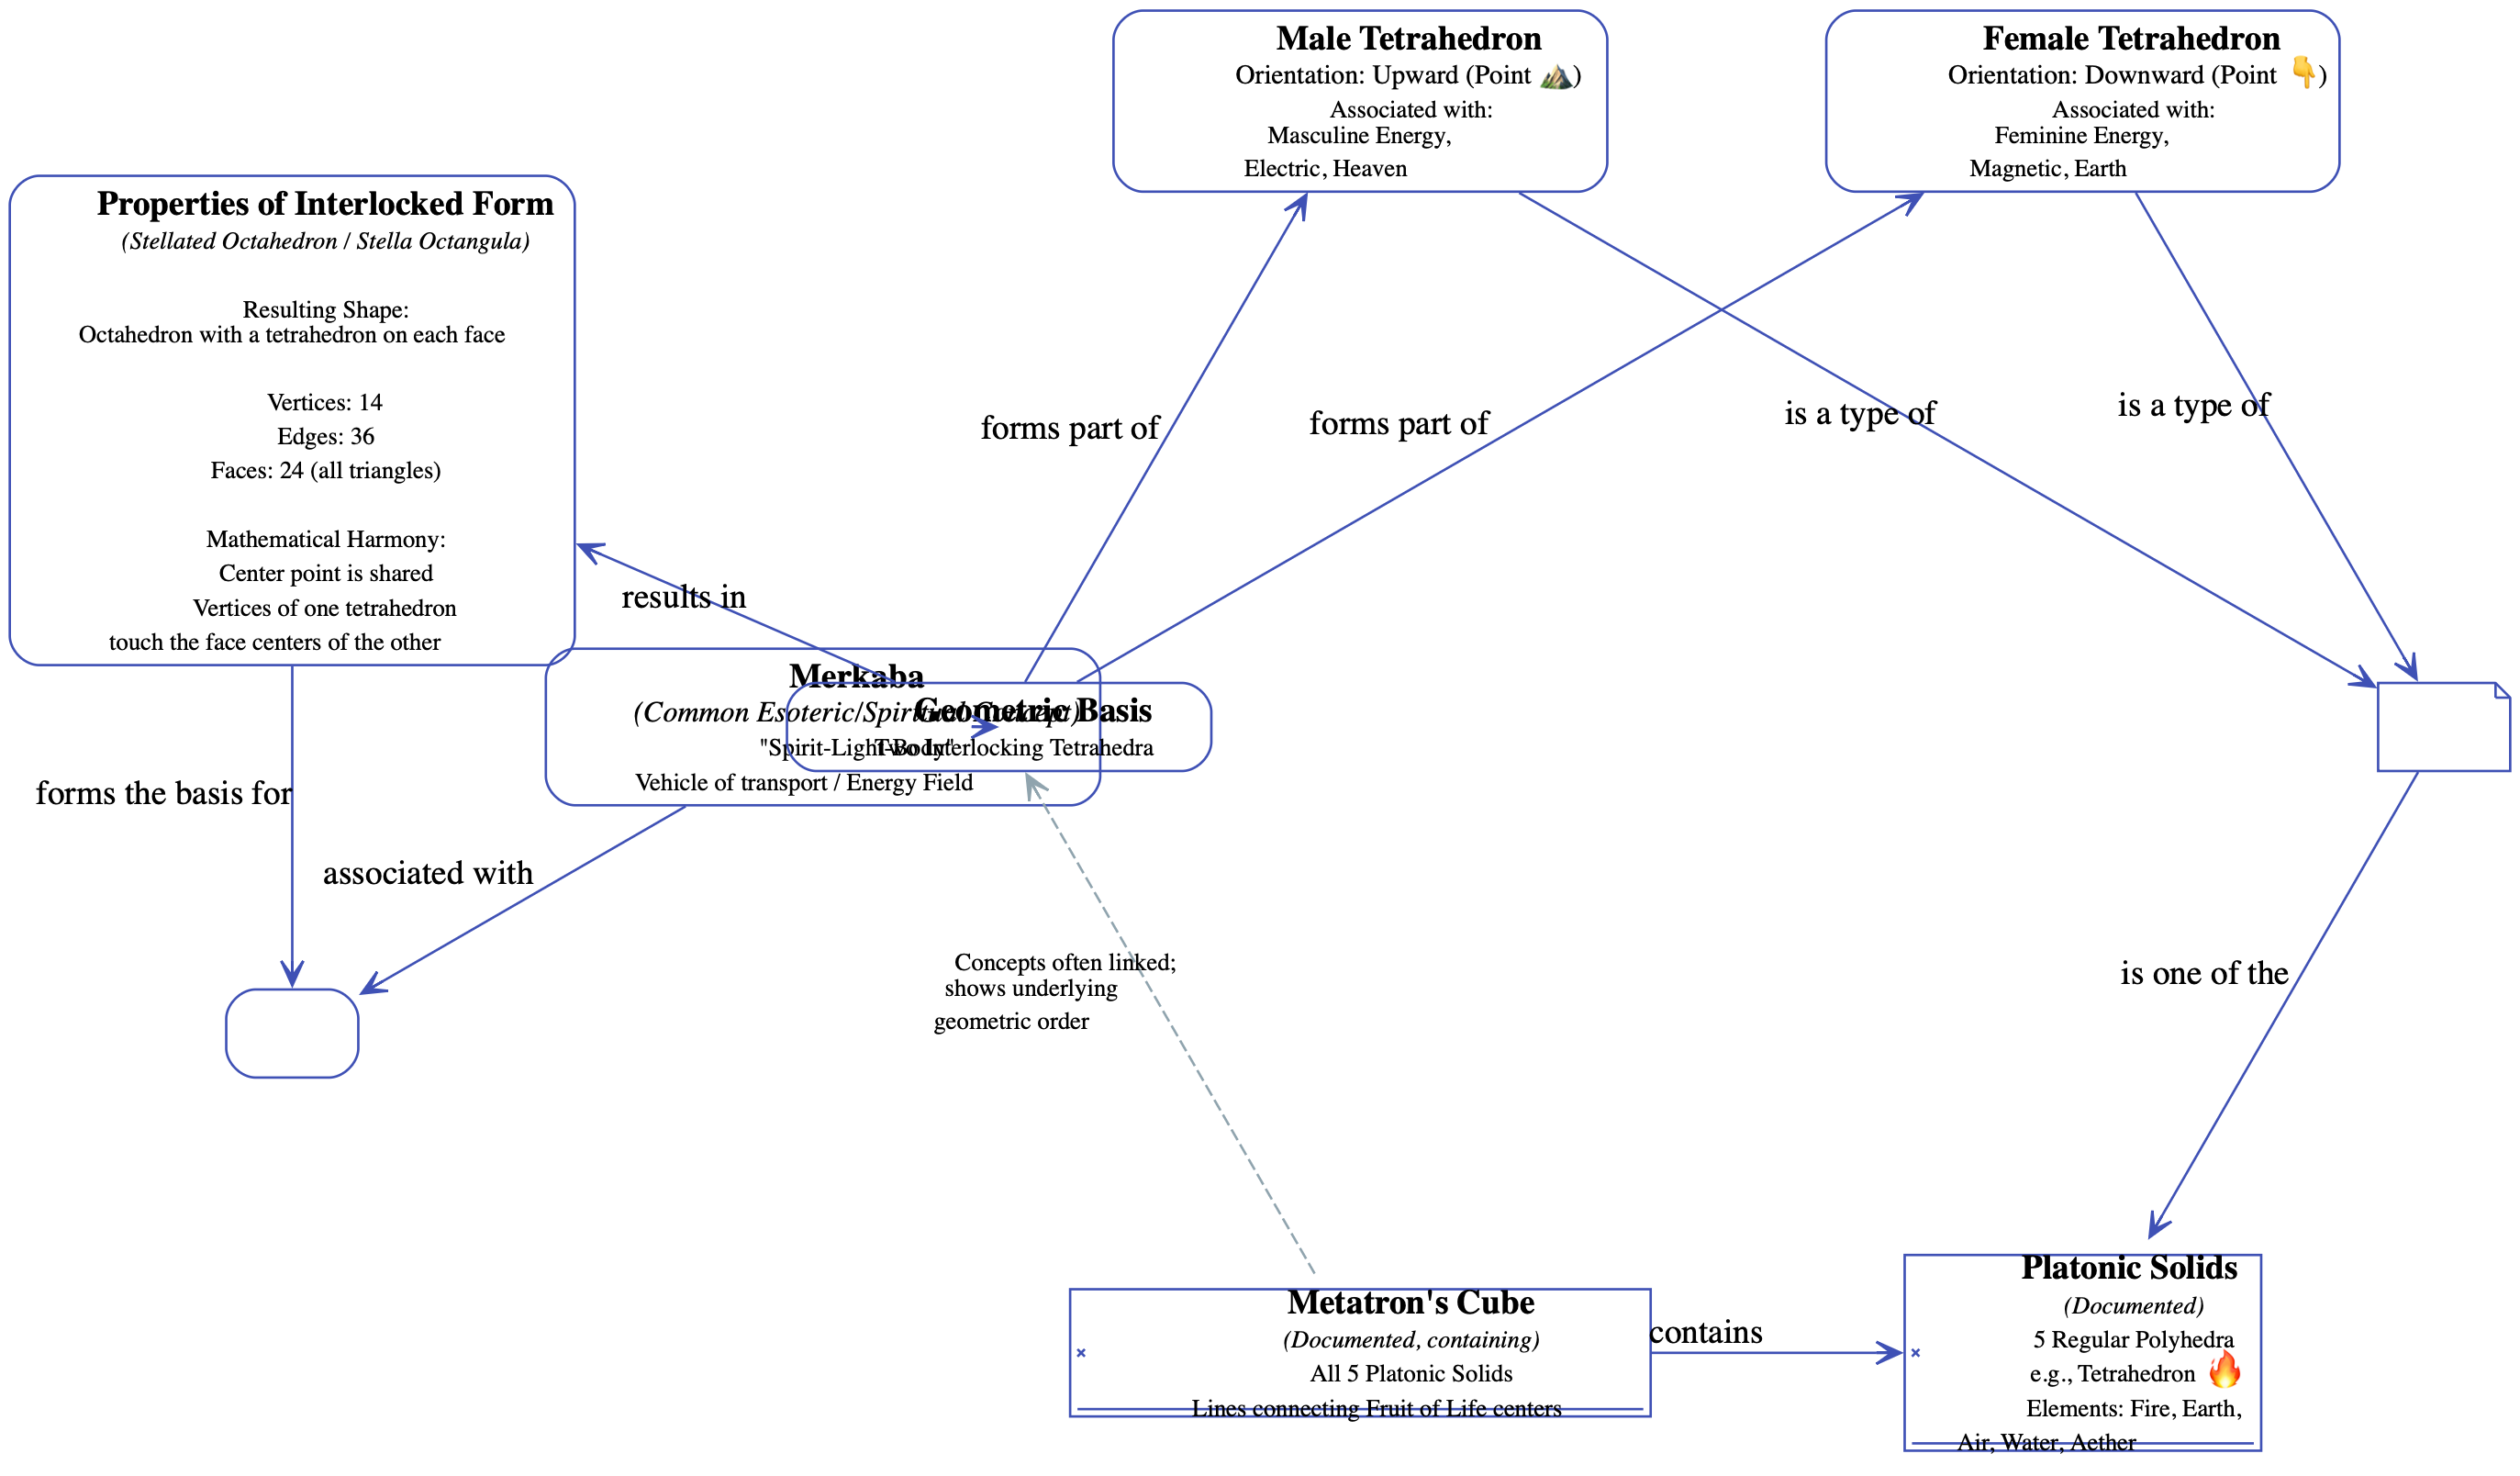 Male Tetrahedron
Orientation: Upward (Point ⛰️)
Associated with:
Masculine Energy,
Electric, Heaven
Female Tetrahedron
Orientation: Downward (Point 👇)
Associated with:
Feminine Energy,
Magnetic, Earth
Properties of Interlocked Form
(Stellated Octahedron / Stella Octangula)
Resulting Shape:
Octahedron with a tetrahedron on each face
Vertices: 14
Edges: 36
Faces: 24 (all triangles)
Mathematical Harmony:
Center point is shared
Vertices of one tetrahedron
touch the face centers of the other
forms part of
forms part of
is a type of
is a type of
results in
Merkaba
(Common Esoteric/Spiritual Concept)
"Spirit-Light-Body"
Vehicle of transport / Energy Field
Geometric Basis
Two Interlocking Tetrahedra
forms the basis for
associated with
Concepts often linked;
shows underlying
geometric order
is one of the
Metatron's Cube
(Documented, containing)
All 5 Platonic Solids
Lines connecting Fruit of Life centers
contains
Platonic Solids
(Documented)
5 Regular Polyhedra
e.g., Tetrahedron 🔥
Elements: Fire, Earth,
Air, Water, Aether